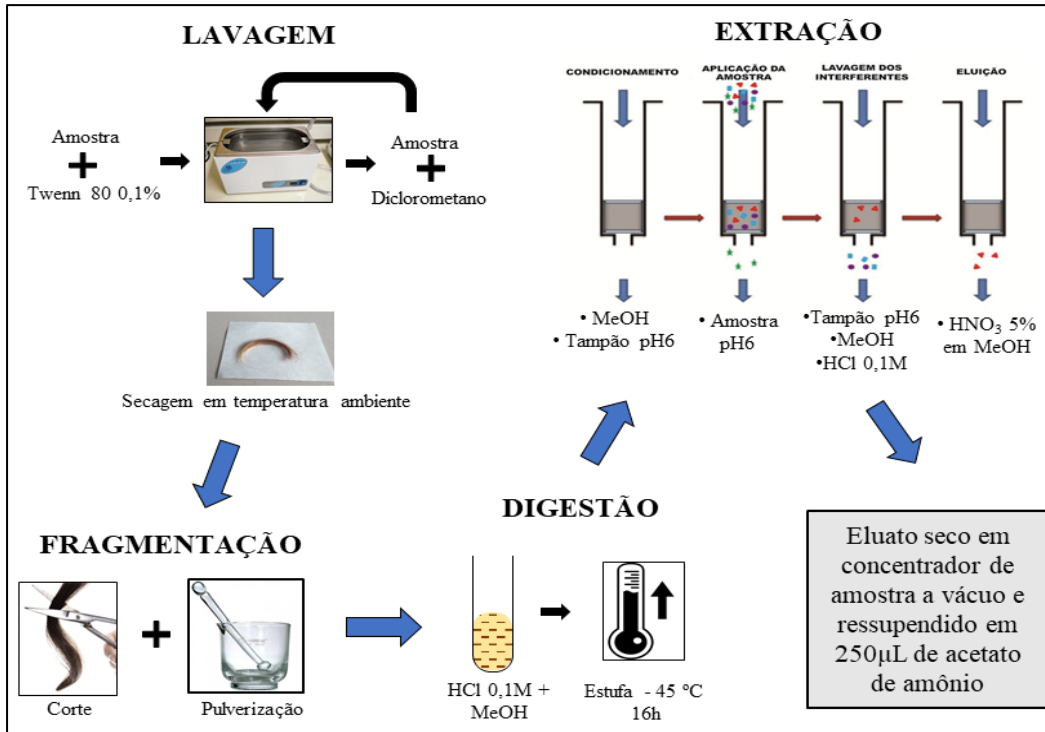 LAVAGEM
Amostra
+
Twenn 80 0,1%
Amostra
+
Diclorometano
Secagem em temperatura ambiente
FRAGMENTAÇÃO
Corte
+
Pulverização
DIGESTÃO
HCl 0,1M +
MeOH
Estufa - 45 °C
16h
EXTRAÇÃO
CONDICIONAMENTO
• MeOH
• Tampão pH6
APLICAÇÃO DA
AMOSTRA
• Amostra
pH6
LAVAGEM DOS
INTERFERENTES
•Tampão pH6
•MeOH
•HCl 0,1M
ELUIÇÃO
• HNO₃ 5%
em MeOH
Eluato seco em
concentrador de
amostra a vácuo e
ressupendido em
250µL de acetato
de amônio